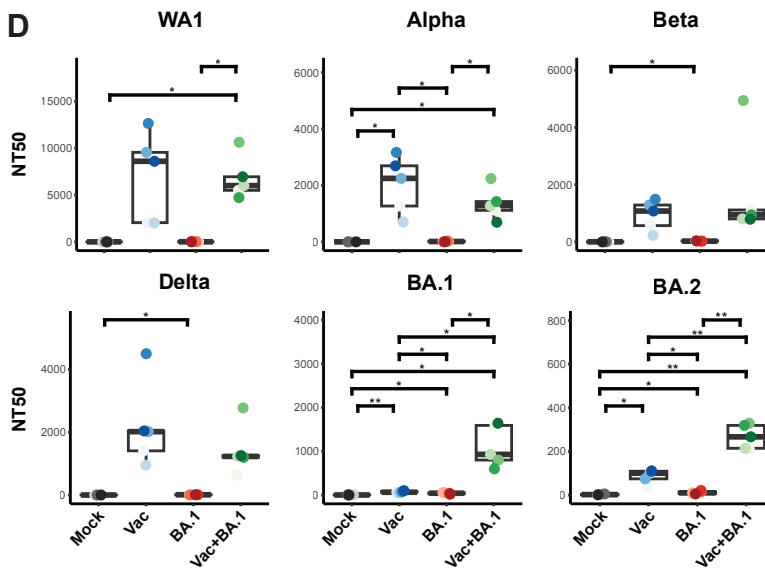 D
WA1
Alpha
Beta
NT50
15000
10000
5000
0
*
*
6000
4000
2000
0
*
*
*
*
6000
4000
2000
0
*
Delta
BA.1
BA.2
NT50
4000
2000
0
*
4000
3000
2000
1000
0
*
**
*
*
*
**
800
600
400
200
0
**
**
*
**
*
*
Mock
Vac
BA.1
Vac+BA.1
Mock
Vac
BA.1
Vac+BA.1
Mock
Vac
BA.1
Vac+BA.1